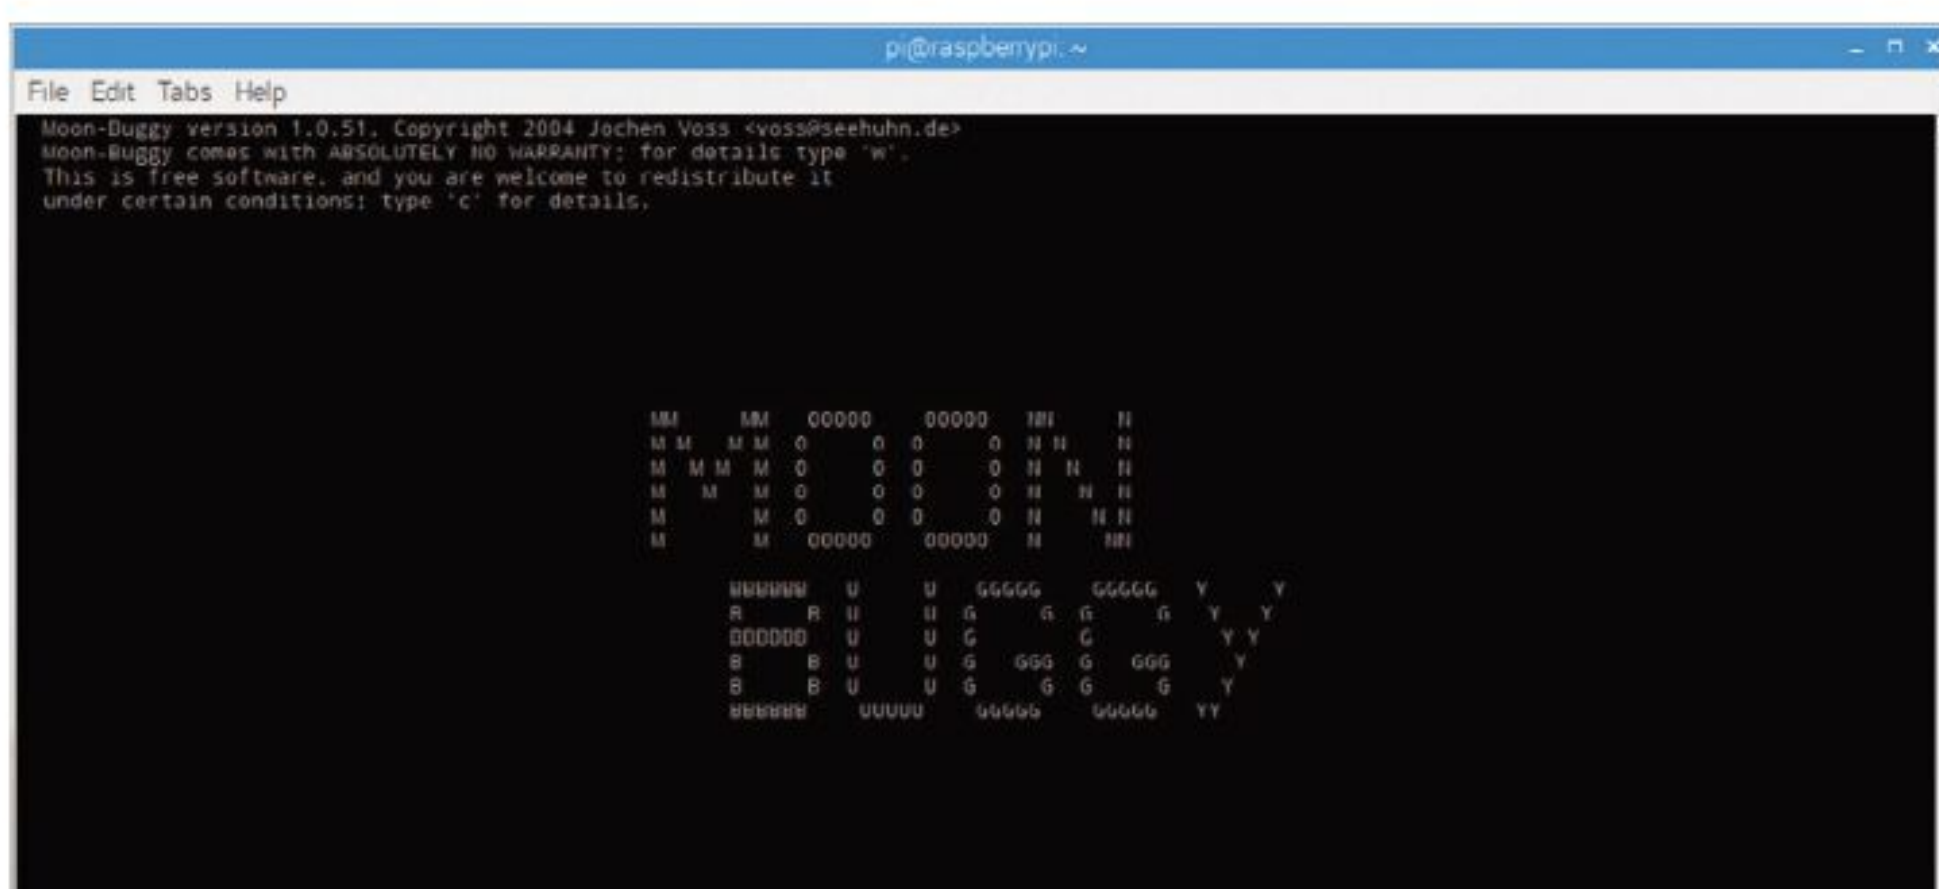 pi@raspberrypi: ~
File Edit Tabs Help
Moon-Buggy version 1.0.51, Copyright 2004 Jochen Voss <voss@seehuhn.de>
Moon-Buggy comes with ABSOLUTELY NO WARRANTY; for details type 'w'.
This is free software, and you are welcome to redistribute it
under certain conditions; type 'c' for details.
MOON
BUGGY